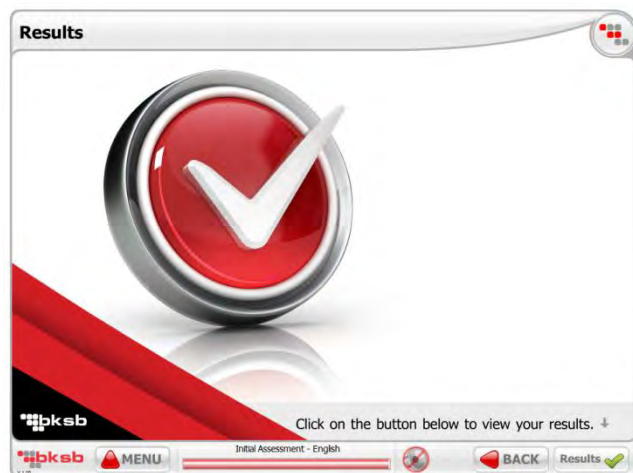 Results
bksb
Click on the button below to view your results.
Initial Assessment - English
bksb MENU BACK Results